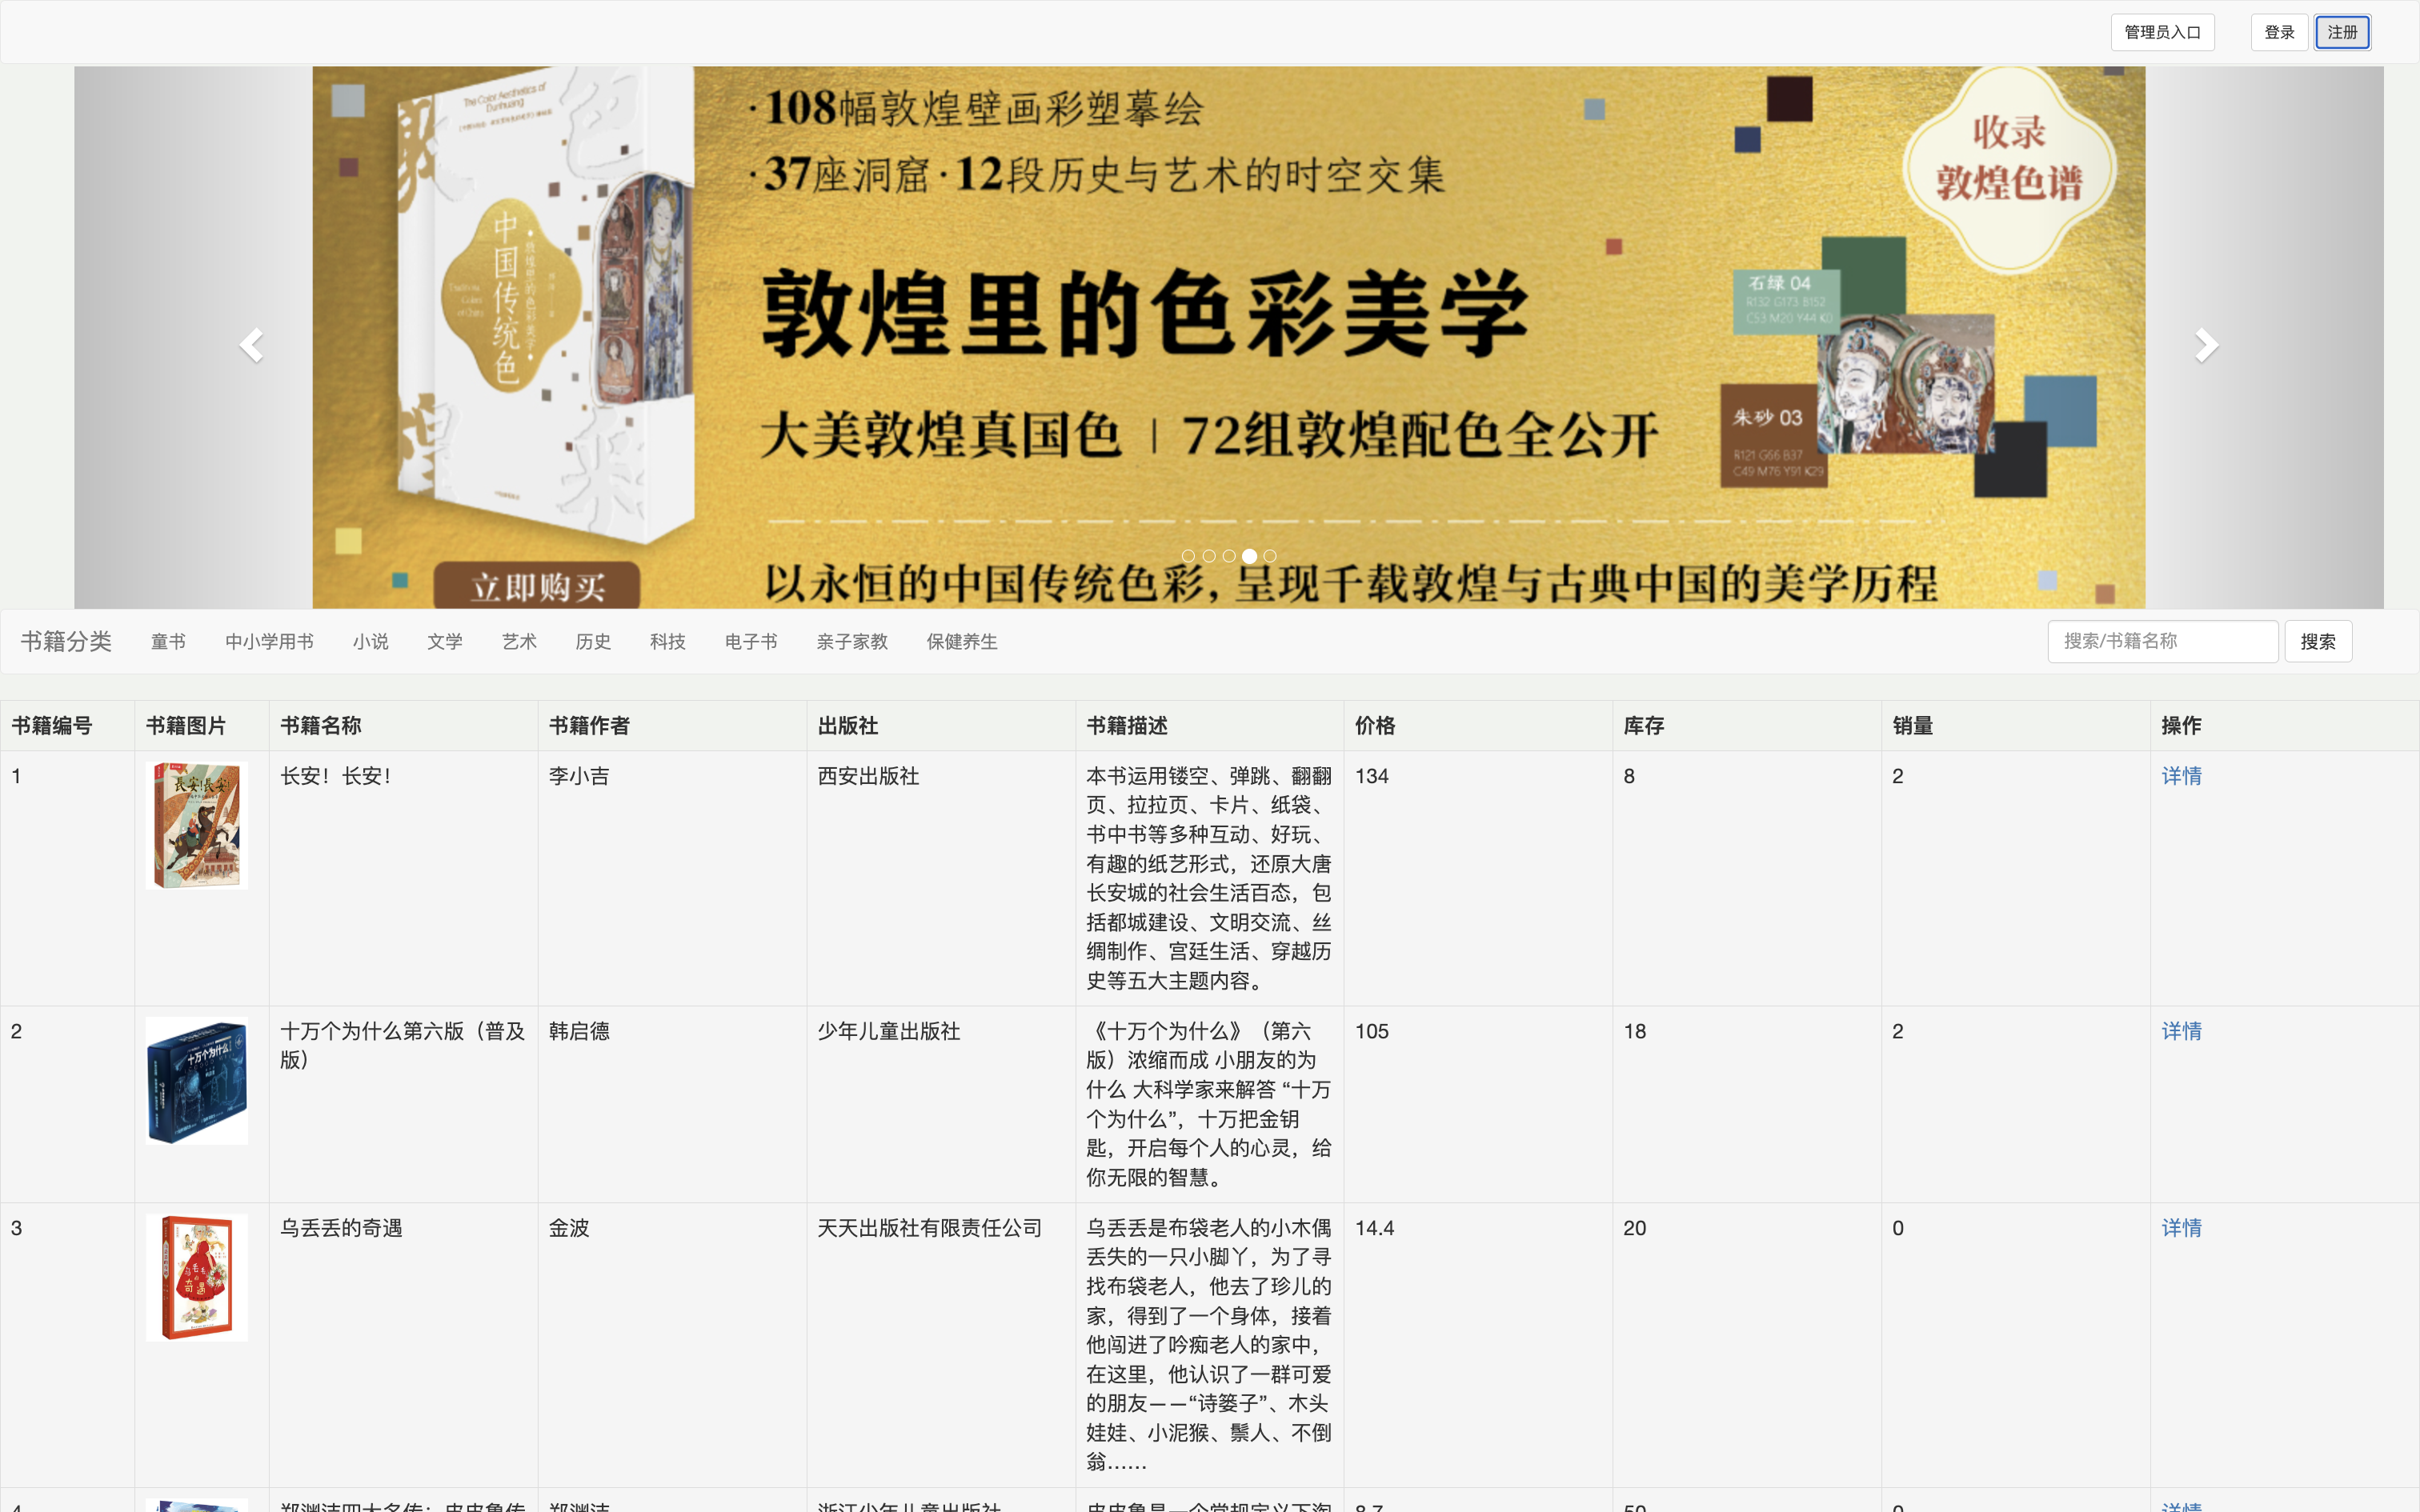 管理员入口 登录 注册
The Color Aesthetics of
Dunhuang
中国传统色
·108幅敦煌壁画彩塑摹绘
·37座洞窟·12段历史与艺术的时空交集
敦煌里的色彩美学
大美敦煌真国色 | 72组敦煌配色全公开
以永恒的中国传统色彩, 呈现千载敦煌与古典中国的美学历程
立即购买
收录
敦煌色谱
石绿 04
R132 G173 B152
C53 M20 Y44 K0
朱砂 03
R121 G66 B37
C49 M76 Y91 K29
书籍分类 童书 中小学用书 小说 文学 艺术 历史 科技 电子书 亲子家教 保健养生 搜索/书籍名称 搜索
书籍编号 书籍图片 书籍名称 书籍作者 出版社 书籍描述 价格 库存 销量 操作
1 长安!长安! 长安！长安！ 李小吉 西安出版社 本书运用镂空、弹跳、翻翻 134 8 2 详情
页、拉拉页、卡片、纸袋、
书中书等多种互动、好玩、
有趣的纸艺形式，还原大唐
长安城的社会生活百态，包
括都城建设、文明交流、丝
绸制作、宫廷生活、穿越历
史等五大主题内容。
2 十万个为什么 十万个为什么第六版（普及 韩启德 少年儿童出版社 《十万个为什么》（第六 105 18 2 详情
版） 版）浓缩而成 小朋友的为
什么 大科学家来解答 “十万
个为什么”，十万把金钥
匙，开启每个人的心灵，给
你无限的智慧。
3 乌丢丢的奇遇 金波 天天出版社有限责任公司 乌丢丢是布袋老人的小木偶 14.4 20 0 详情
丢失的一只小脚丫，为了寻
找布袋老人，他去了珍儿的
家，得到了一个身体，接着
他闯进了吟痴老人的家中，
在这里，他认识了一群可爱
的朋友——“诗篓子”、木头
娃娃、小泥猴、鬃人、不倒
翁……